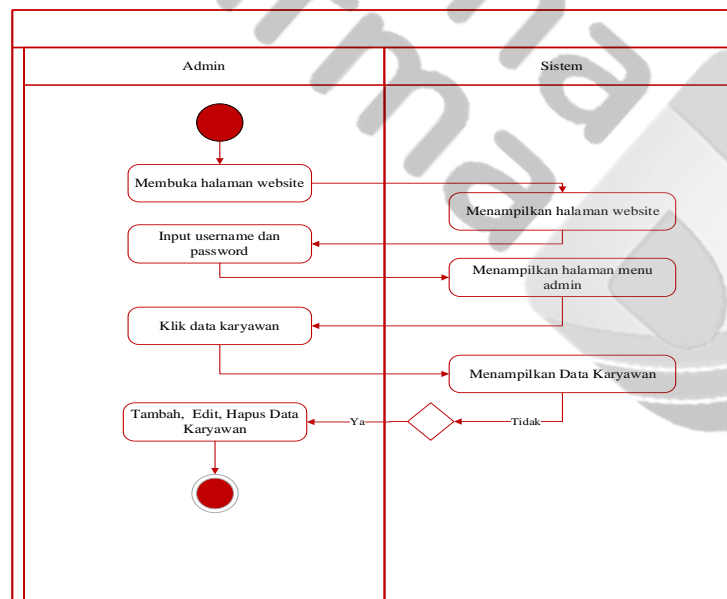 Admin
Sistem
Membuka halaman website
Menampilkan halaman website
Input username dan
password
Menampilkan halaman menu
admin
Klik data karyawan
Menampilkan Data Karyawan
Tambah, Edit, Hapus Data
Karyawan
Ya
Tidak